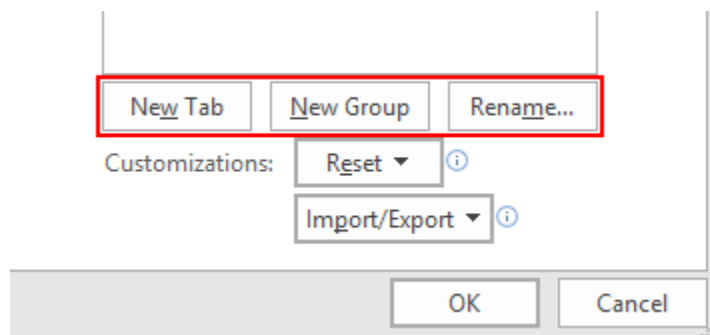 New Tab New Group Rename...
Customizations: Reset
Import/Export
OK Cancel